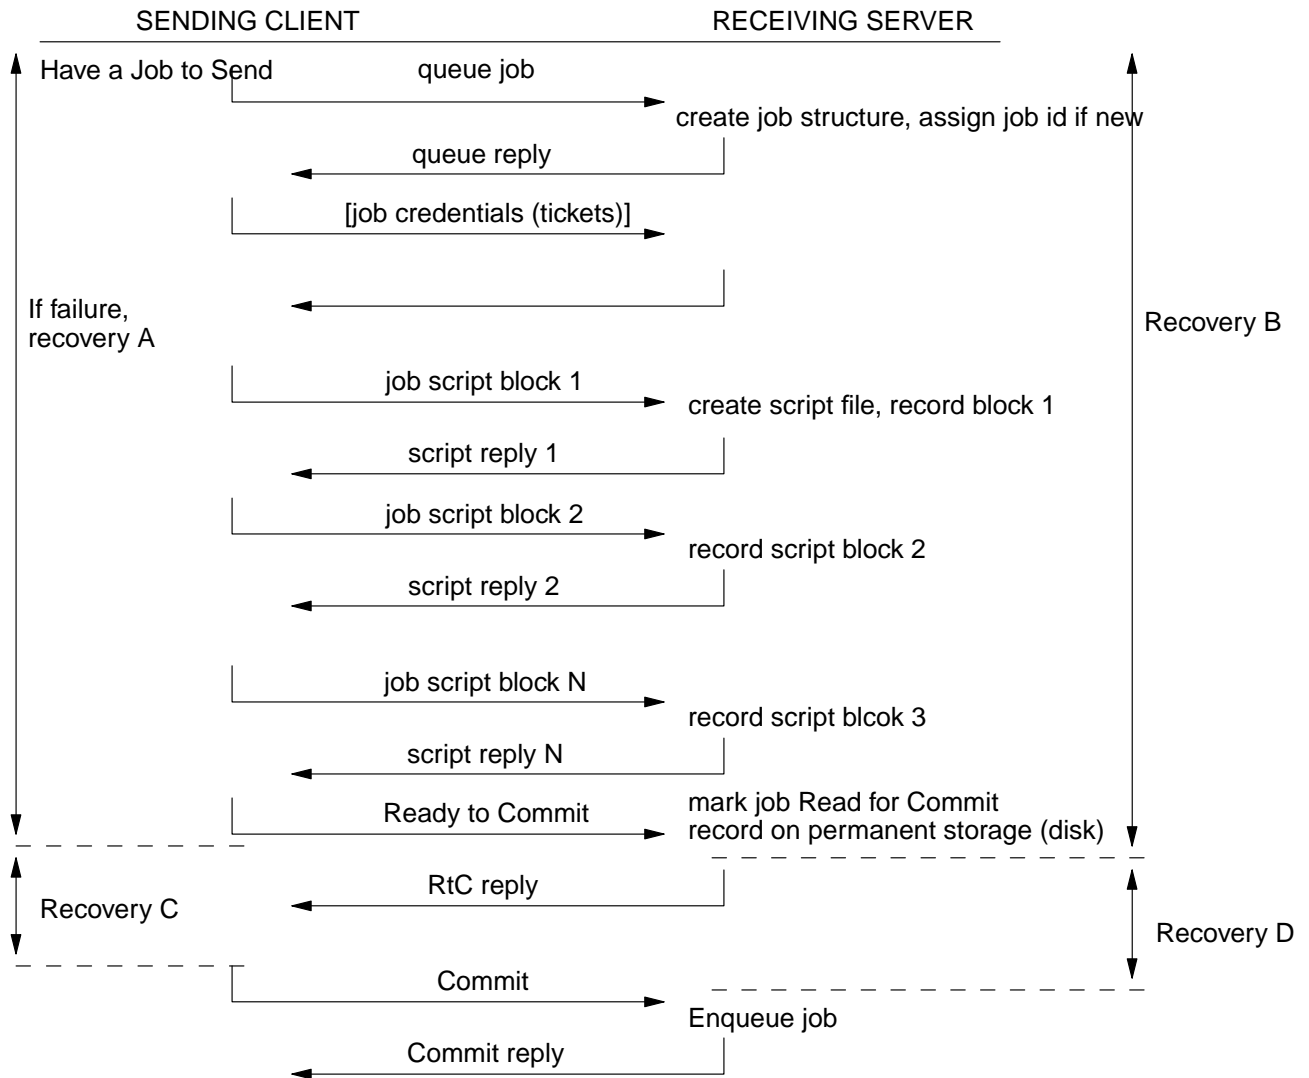 SENDING CLIENT
RECEIVING SERVER
Have a Job to Send
queue job
create job structure, assign job id if new
queue reply
[job credentials (tickets)]
If failure,
recovery A
Recovery B
job script block 1
create script file, record block 1
script reply 1
job script block 2
record script block 2
script reply 2
job script block N
record script blcok 3
script reply N
Ready to Commit
mark job Read for Commit
record on permanent storage (disk)
RtC reply
Recovery C
Recovery D
Commit
Enqueue job
Commit reply